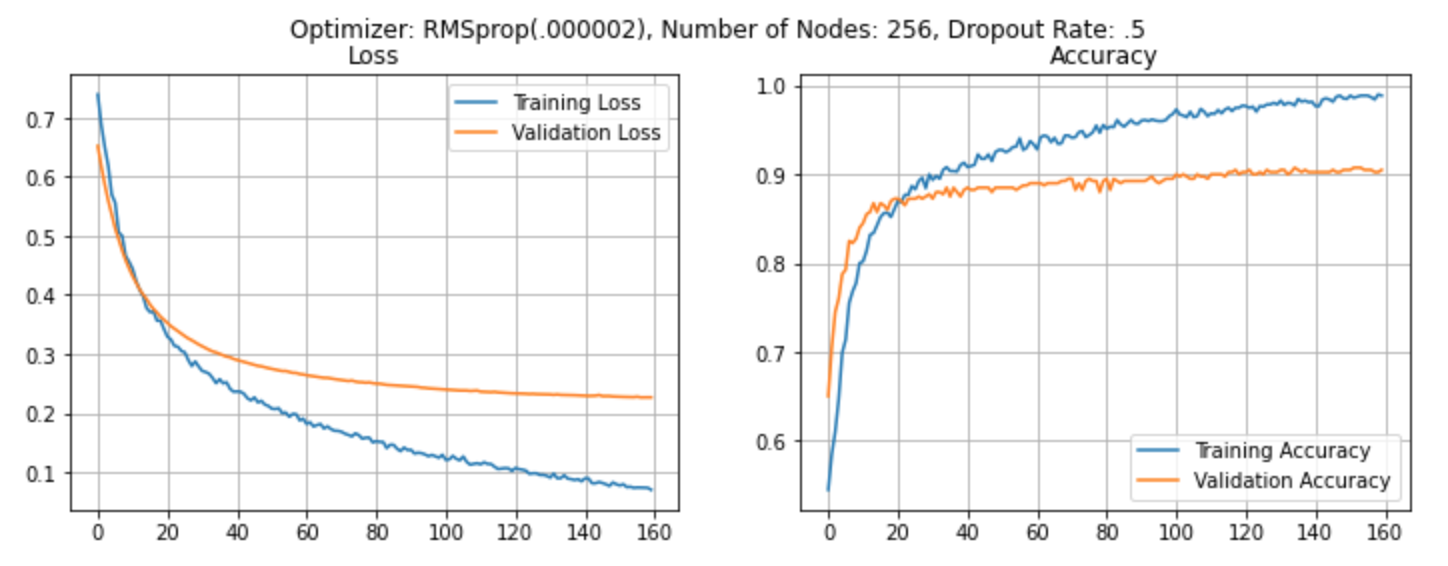 Optimizer: RMSprop(.000002), Number of Nodes: 256, Dropout Rate: .5
Loss
0.7
0.6
0.5
0.4
0.3
0.2
0.1
Training Loss
Validation Loss
0 20 40 60 80 100 120 140 160
Accuracy
1.0
0.9
0.8
0.7
0.6
Training Accuracy
Validation Accuracy
0 20 40 60 80 100 120 140 160